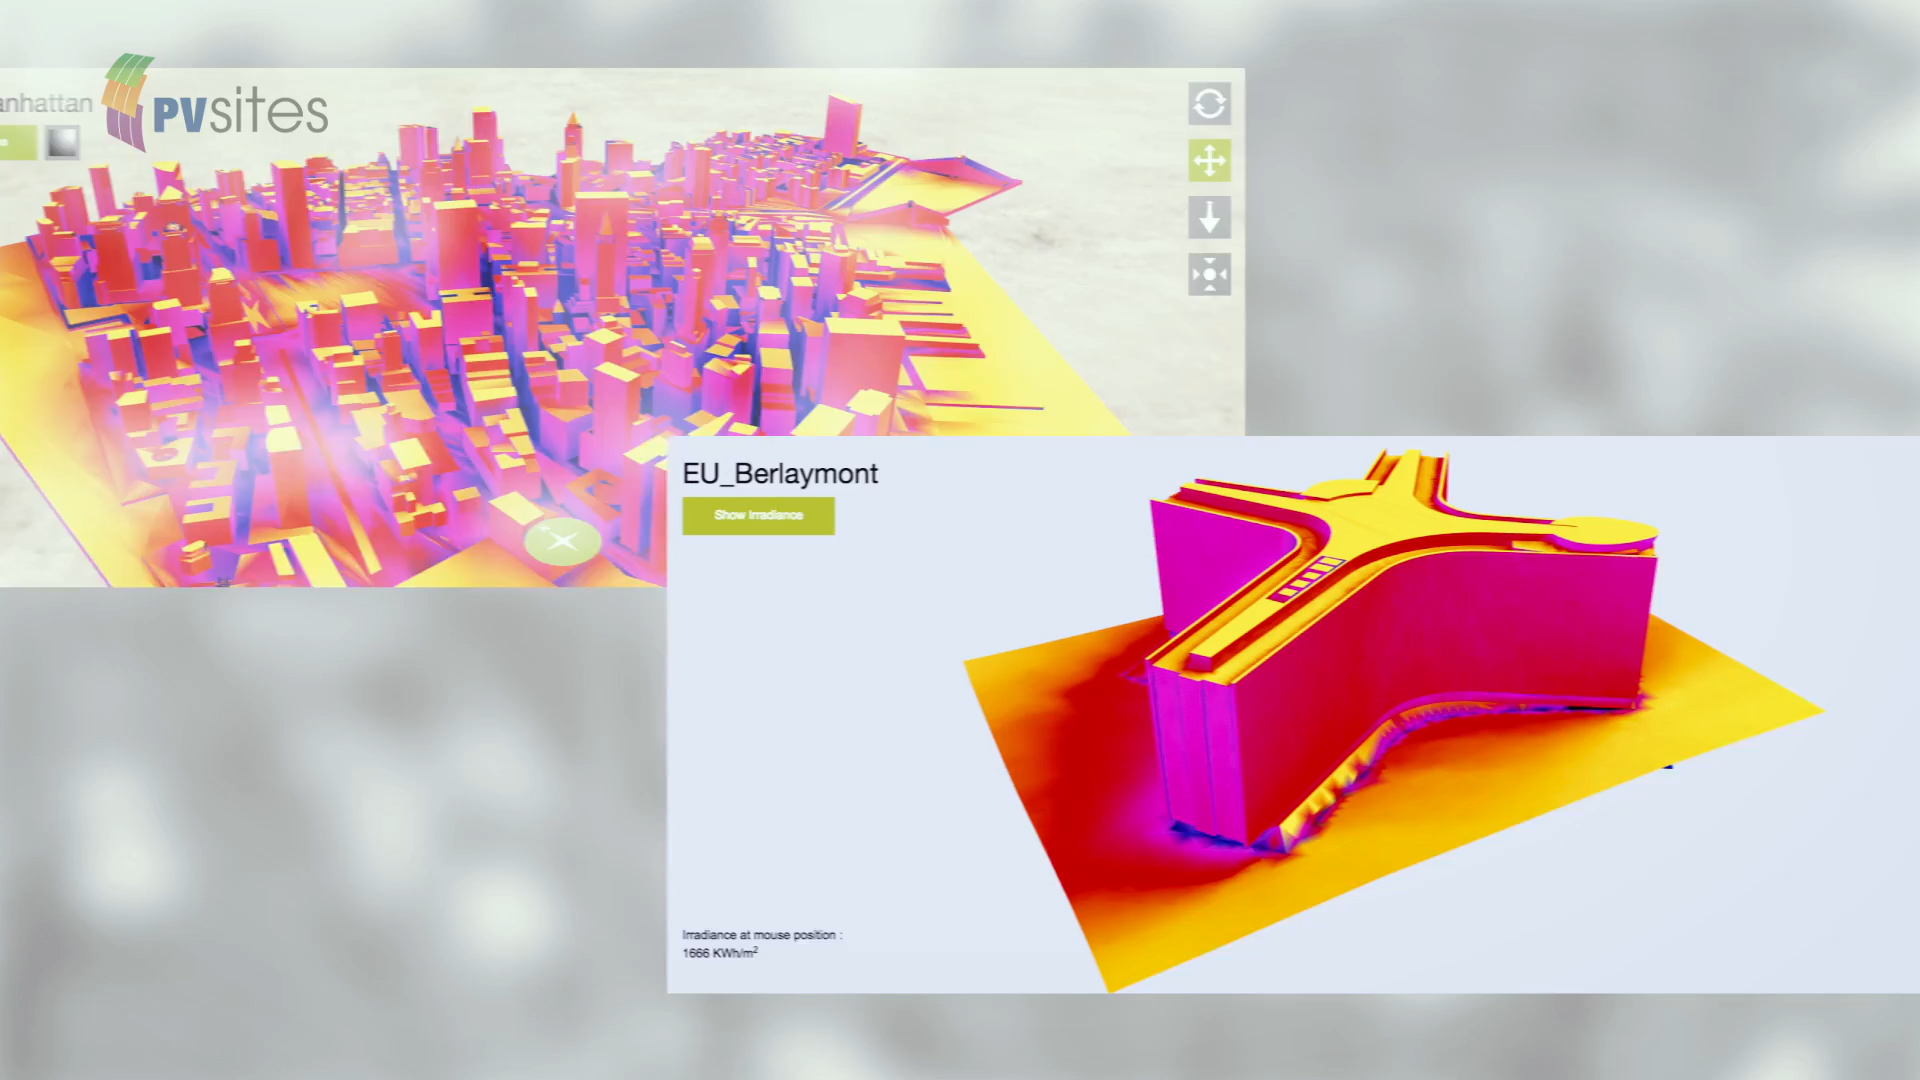 anhattan
PVsites
EU_Berlaymont
Show Irradiance
Irradiance at mouse position :
1666 KWh/m²